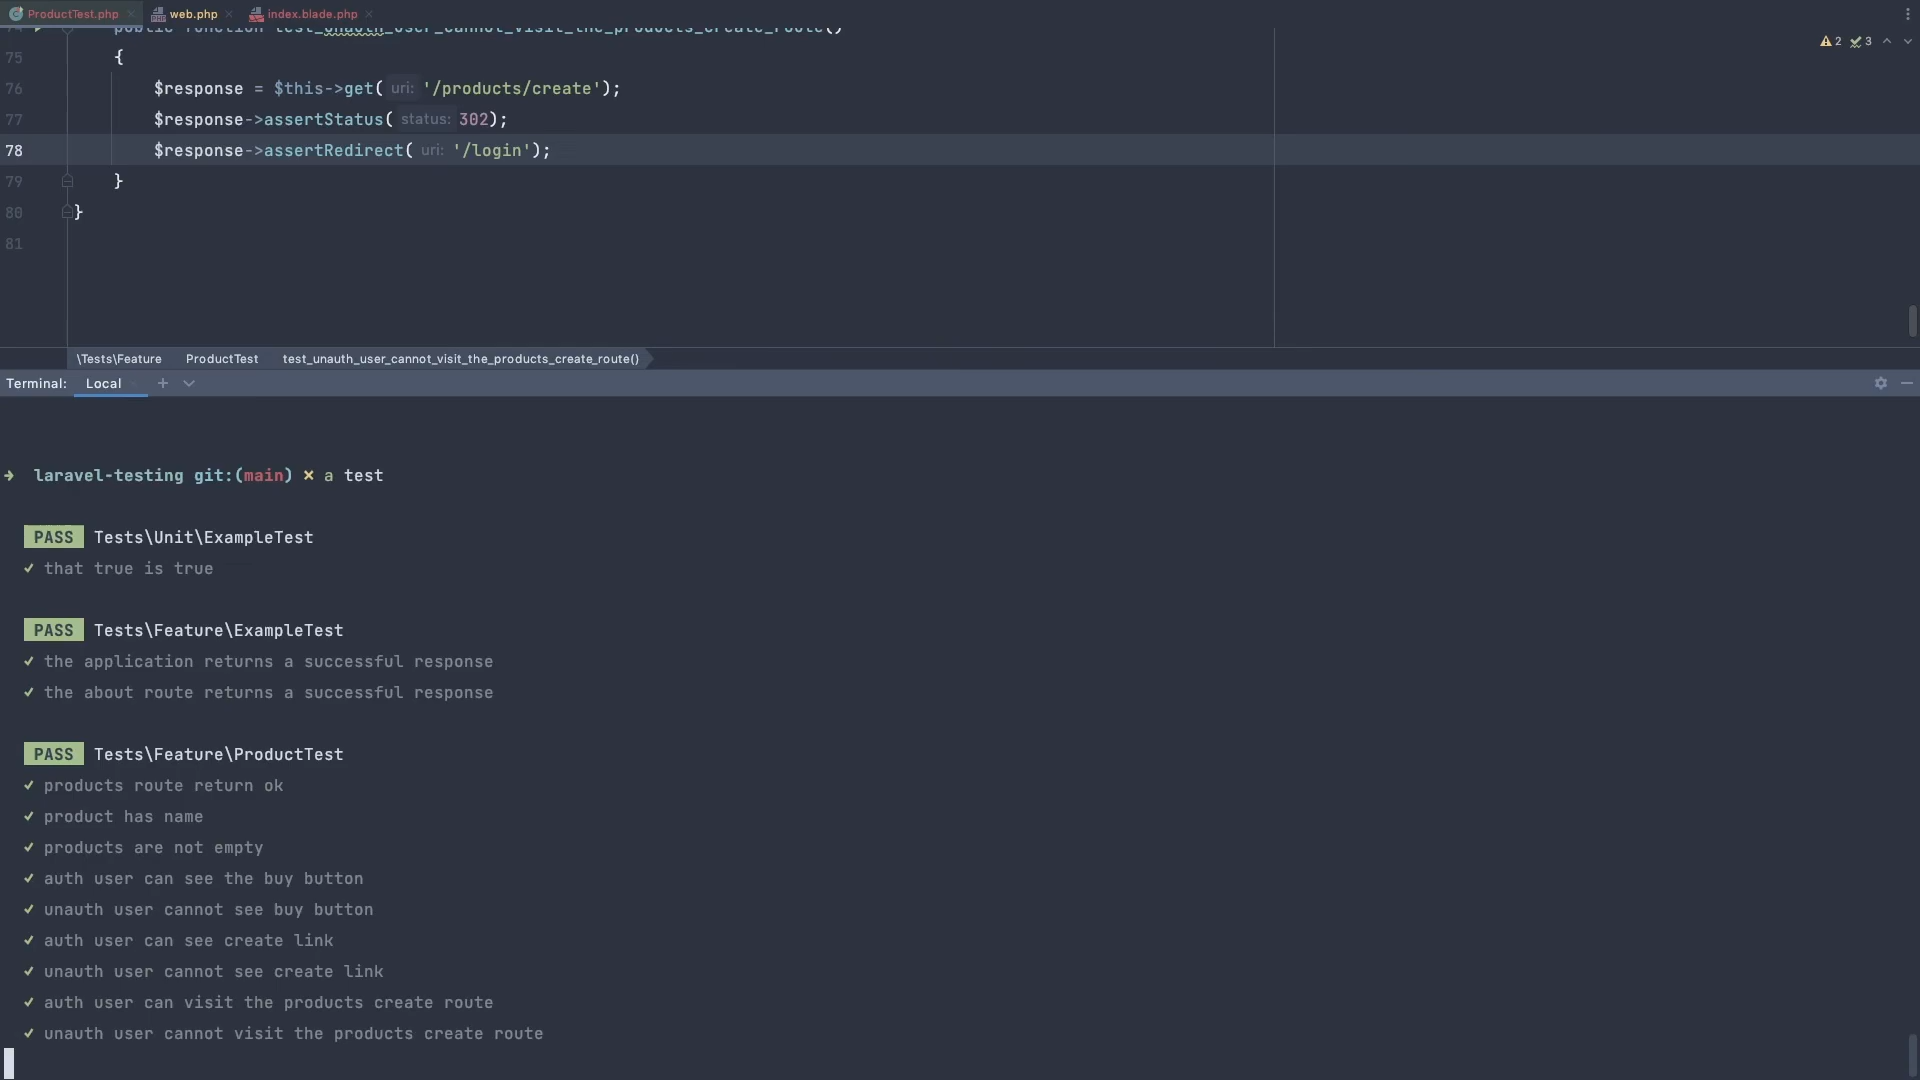 ProductTest.php web.php index.blade.php
74 public function test_unauth_user_cannot_visit_the_products_create_route()
2 3
75 {
76 $response = $this->get( uri: '/products/create');
77 $response->assertStatus( status: 302);
78 $response->assertRedirect( uri: '/login');
79 }
80 }
81
\Tests\Feature ProductTest test_unauth_user_cannot_visit_the_products_create_route()
Terminal: Local + 
➜ laravel-testing git:(main) ✗ a test
PASS Tests\Unit\ExampleTest
✓ that true is true
PASS Tests\Feature\ExampleTest
✓ the application returns a successful response
✓ the about route returns a successful response
PASS Tests\Feature\ProductTest
✓ products route return ok
✓ product has name
✓ products are not empty
✓ auth user can see the buy button
✓ unauth user cannot see buy button
✓ auth user can see create link
✓ unauth user cannot see create link
✓ auth user can visit the products create route
✓ unauth user cannot visit the products create route